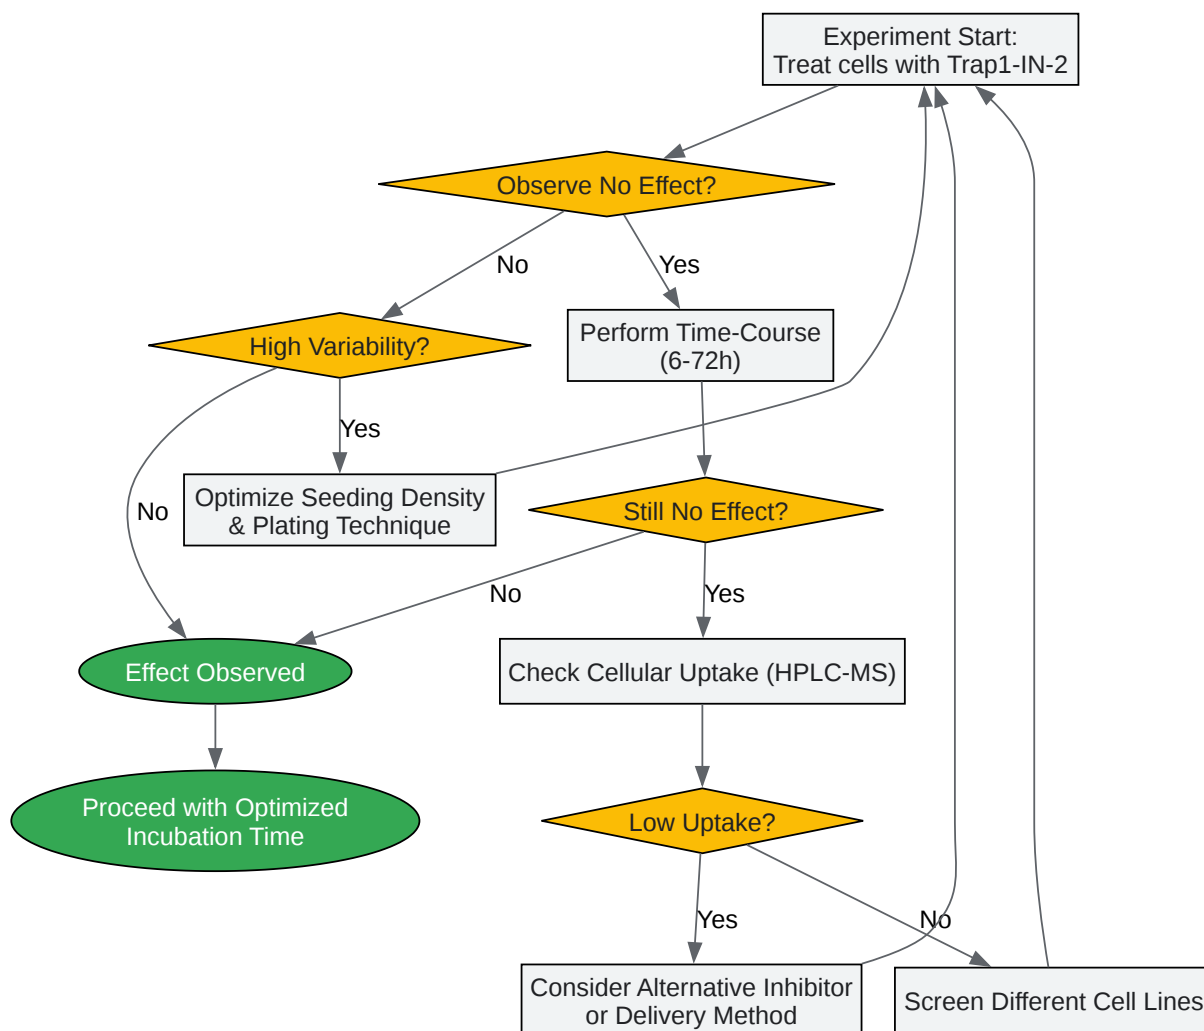 Experiment Start:
Treat cells with Trap1-IN-2
Observe No Effect?
No
Yes
High Variability?
Perform Time-Course
(6-72h)
Yes
Optimize Seeding Density
& Plating Technique
No
Still No Effect?
No
Yes
Effect Observed
Check Cellular Uptake (HPLC-MS)
Proceed with Optimized
Incubation Time
Low Uptake?
Yes
No
Consider Alternative Inhibitor
or Delivery Method
Screen Different Cell Lines